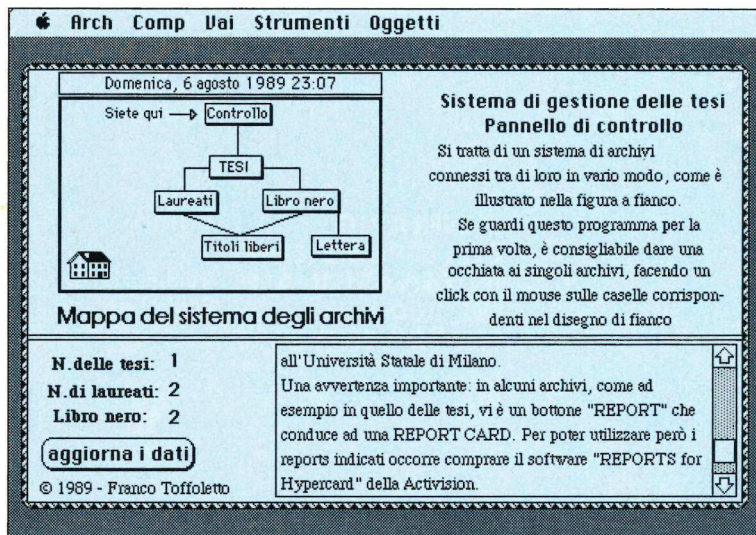 Arch Comp Vai Strumenti Oggetti
Domenica, 6 agosto 1989 23:07
Siete qui
Controllo
TESI
Laureati
Libro nero
Titoli liberi
Lettera
Mappa del sistema degli archivi
Sistema di gestione delle tesi
Pannello di controllo
Si tratta di un sistema di archivi
connessi tra di loro in vario modo, come è
illustrato nella figura a fianco.
Se guardi questo programma per la
prima volta, è consigliabile dare una
occhiata ai singoli archivi, facendo un
click con il mouse sulle caselle corrispon-
denti nel disegno di fianco
N.delle tesi: 1
N.di laureati: 2
Libro nero: 2
aggiorna i dati
© 1989 - Franco Toffoletto
all'Università Statale di Milano.
Una avvertenza importante: in alcuni archivi, come ad
esempio in quello delle tesi, vi è un bottone "REPORT" che
conduce ad una REPORT CARD. Per poter utilizzare però i
reports indicati occorre comprare il software "REPORTS for
Hypercard" della Activision.